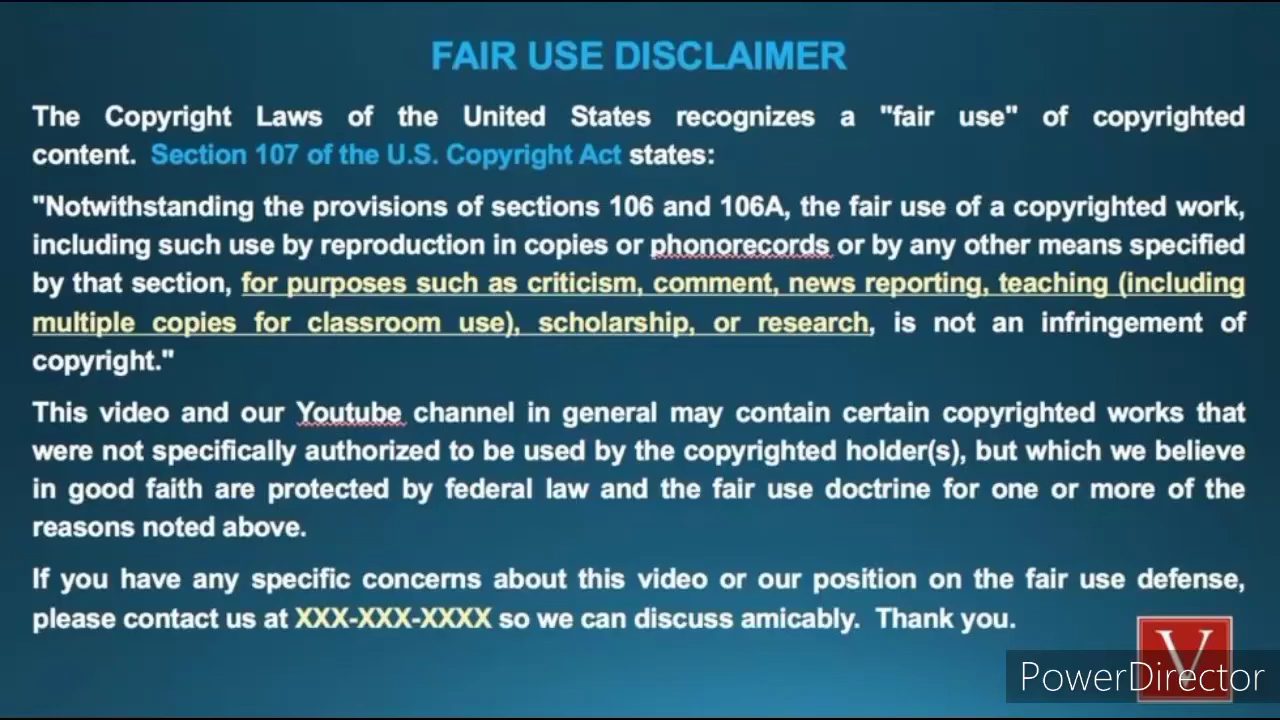 FAIR USE DISCLAIMER
The Copyright Laws of the United States recognizes a "fair use" of copyrighted
content. Section 107 of the U.S. Copyright Act states:
"Notwithstanding the provisions of sections 106 and 106A, the fair use of a copyrighted work,
including such use by reproduction in copies or phonorecords or by any other means specified
by that section, for purposes such as criticism, comment, news reporting, teaching (including
multiple copies for classroom use), scholarship, or research, is not an infringement of
copyright."
This video and our Youtube channel in general may contain certain copyrighted works that
were not specifically authorized to be used by the copyrighted holder(s), but which we believe
in good faith are protected by federal law and the fair use doctrine for one or more of the
reasons noted above.
If you have any specific concerns about this video or our position on the fair use defense,
please contact us at XXX-XXX-XXXX so we can discuss amicably. Thank you.
V
PowerDirector